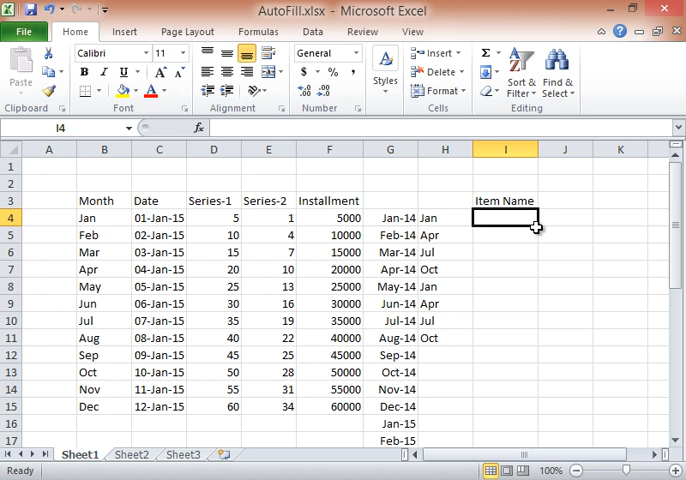 AutoFill.xlsx - Microsoft Excel
File Home Insert Page Layout Formulas Data Review View
Paste Calibri 11 General Styles Insert Delete Format Sort & Filter Find & Select
B I U A A A $ % , Σ
Clipboard Font Alignment Number Cells Editing
I4 fx
A B C D E F G H I J K
1
2
3 Month Date Series-1 Series-2 Installment Item Name
4 Jan 01-Jan-15 5 1 5000 Jan-14 Jan
5 Feb 02-Jan-15 10 4 10000 Feb-14 Apr
6 Mar 03-Jan-15 15 7 15000 Mar-14 Jul
7 Apr 04-Jan-15 20 10 20000 Apr-14 Oct
8 May 05-Jan-15 25 13 25000 May-14 Jan
9 Jun 06-Jan-15 30 16 30000 Jun-14 Apr
10 Jul 07-Jan-15 35 19 35000 Jul-14 Jul
11 Aug 08-Jan-15 40 22 40000 Aug-14 Oct
12 Sep 09-Jan-15 45 25 45000 Sep-14
13 Oct 10-Jan-15 50 28 50000 Oct-14
14 Nov 11-Jan-15 55 31 55000 Nov-14
15 Dec 12-Jan-15 60 34 60000 Dec-14
16 Jan-15
17 Feb-15
Sheet1 Sheet2 Sheet3
Ready 100%